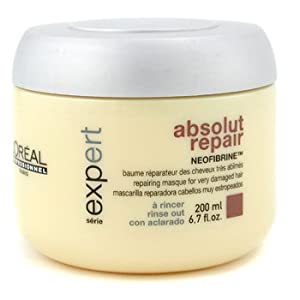 ORÉAL
PROFESSIONNEL
série expert
absolut
repair
NEOFIBRINE™
baume réparateur des cheveux très abîmés
repairing masque for very damaged hair
mascarilla reparadora cabellos muy estropeados
à rincer
rinse out
con aclarado
200 ml
6.7 fl.oz.